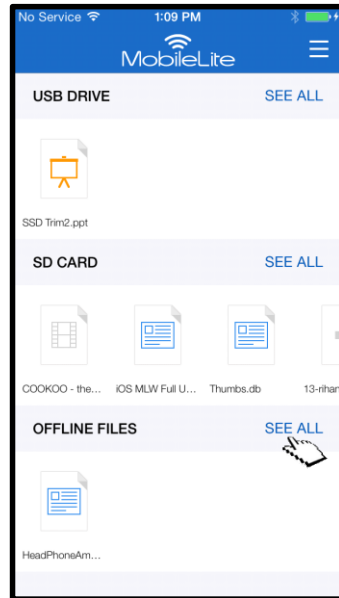 No Service 1:09 PM
MobileLite
USB DRIVE SEE ALL
SSD Trim2.ppt
SD CARD SEE ALL
COOKOO - the... iOS MLW Full U... Thumbs.db 13-rihan
OFFLINE FILES SEE ALL
HeadPhoneAm...